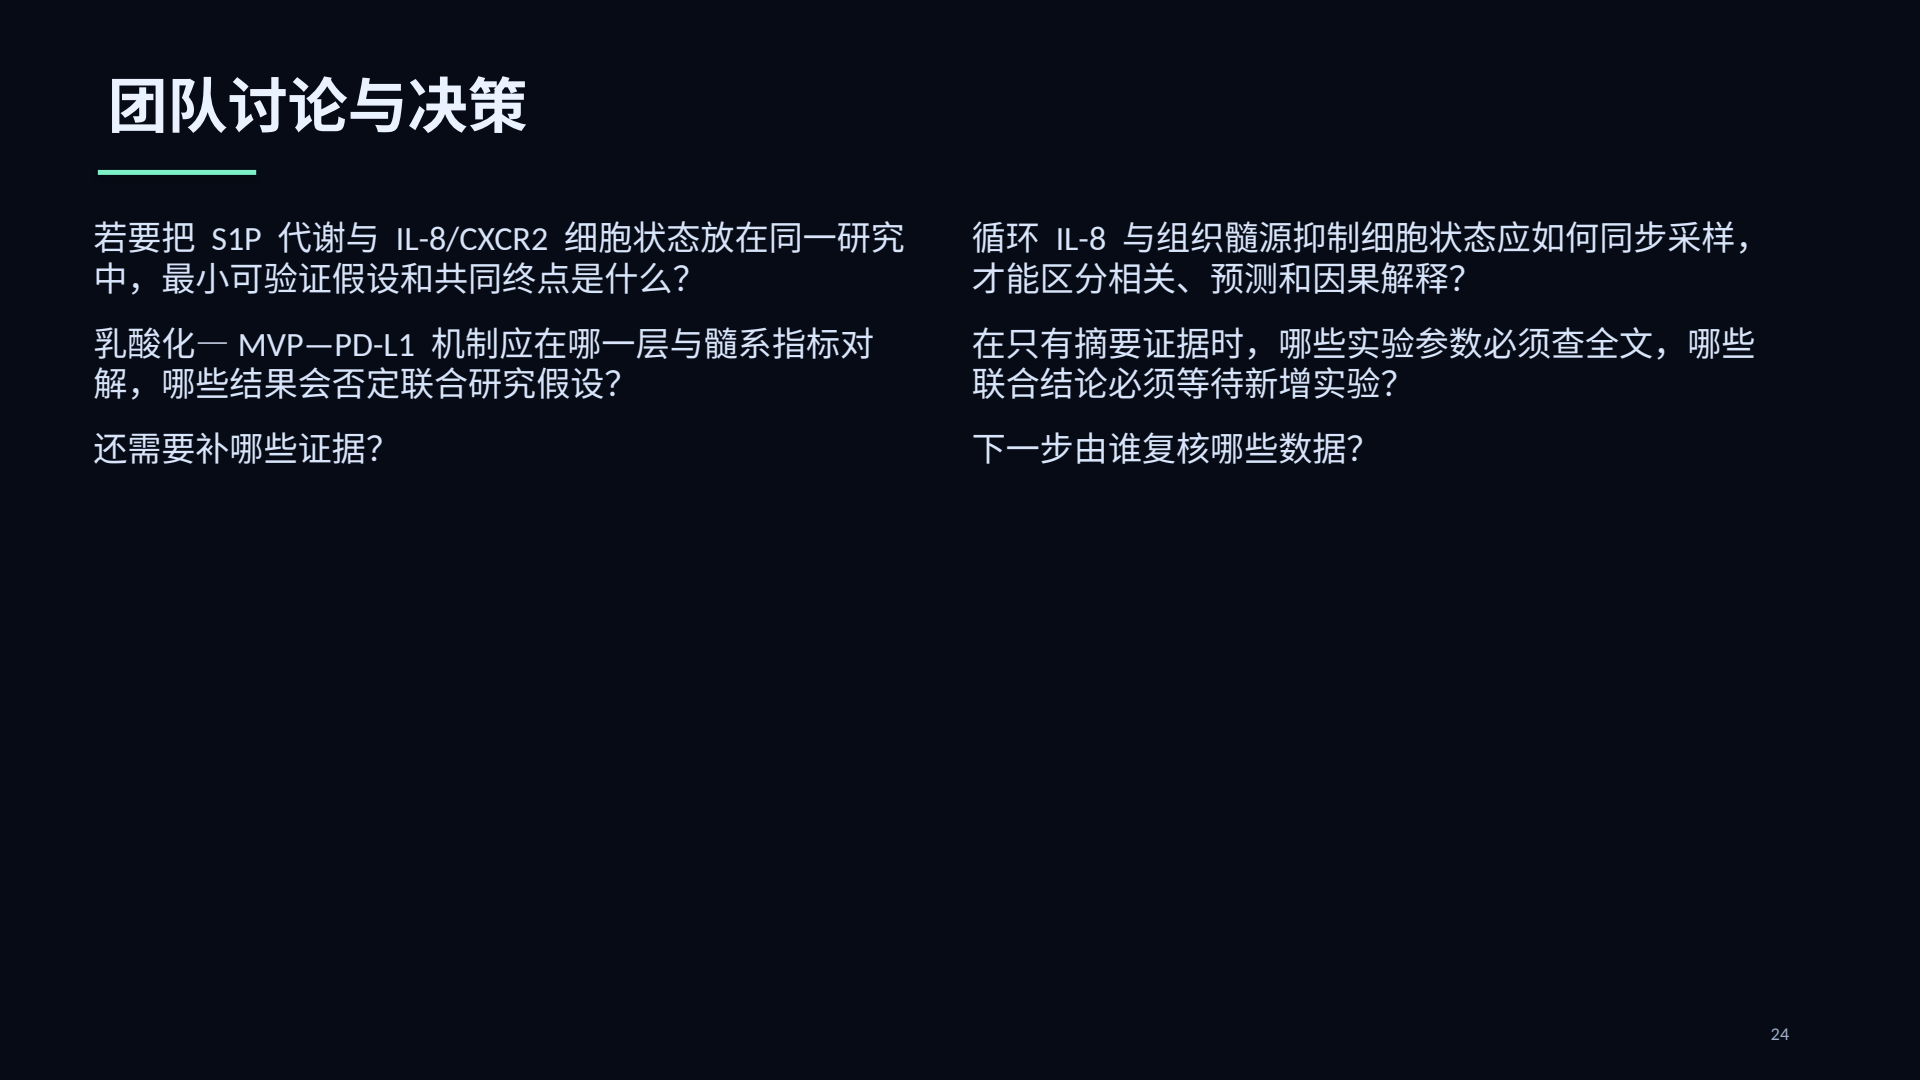 团队讨论与决策
若要把 S1P 代谢与 IL-8/CXCR2 细胞状态放在同一研究
中，最小可验证假设和共同终点是什么？
乳酸化—MVP—PD-L1 机制应在哪一层与髓系指标对
解，哪些结果会否定联合研究假设？
还需要补哪些证据？
循环 IL-8 与组织髓源抑制细胞状态应如何同步采样，
才能区分相关、预测和因果解释？
在只有摘要证据时，哪些实验参数必须查全文，哪些
联合结论必须等待新增实验？
下一步由谁复核哪些数据？
24